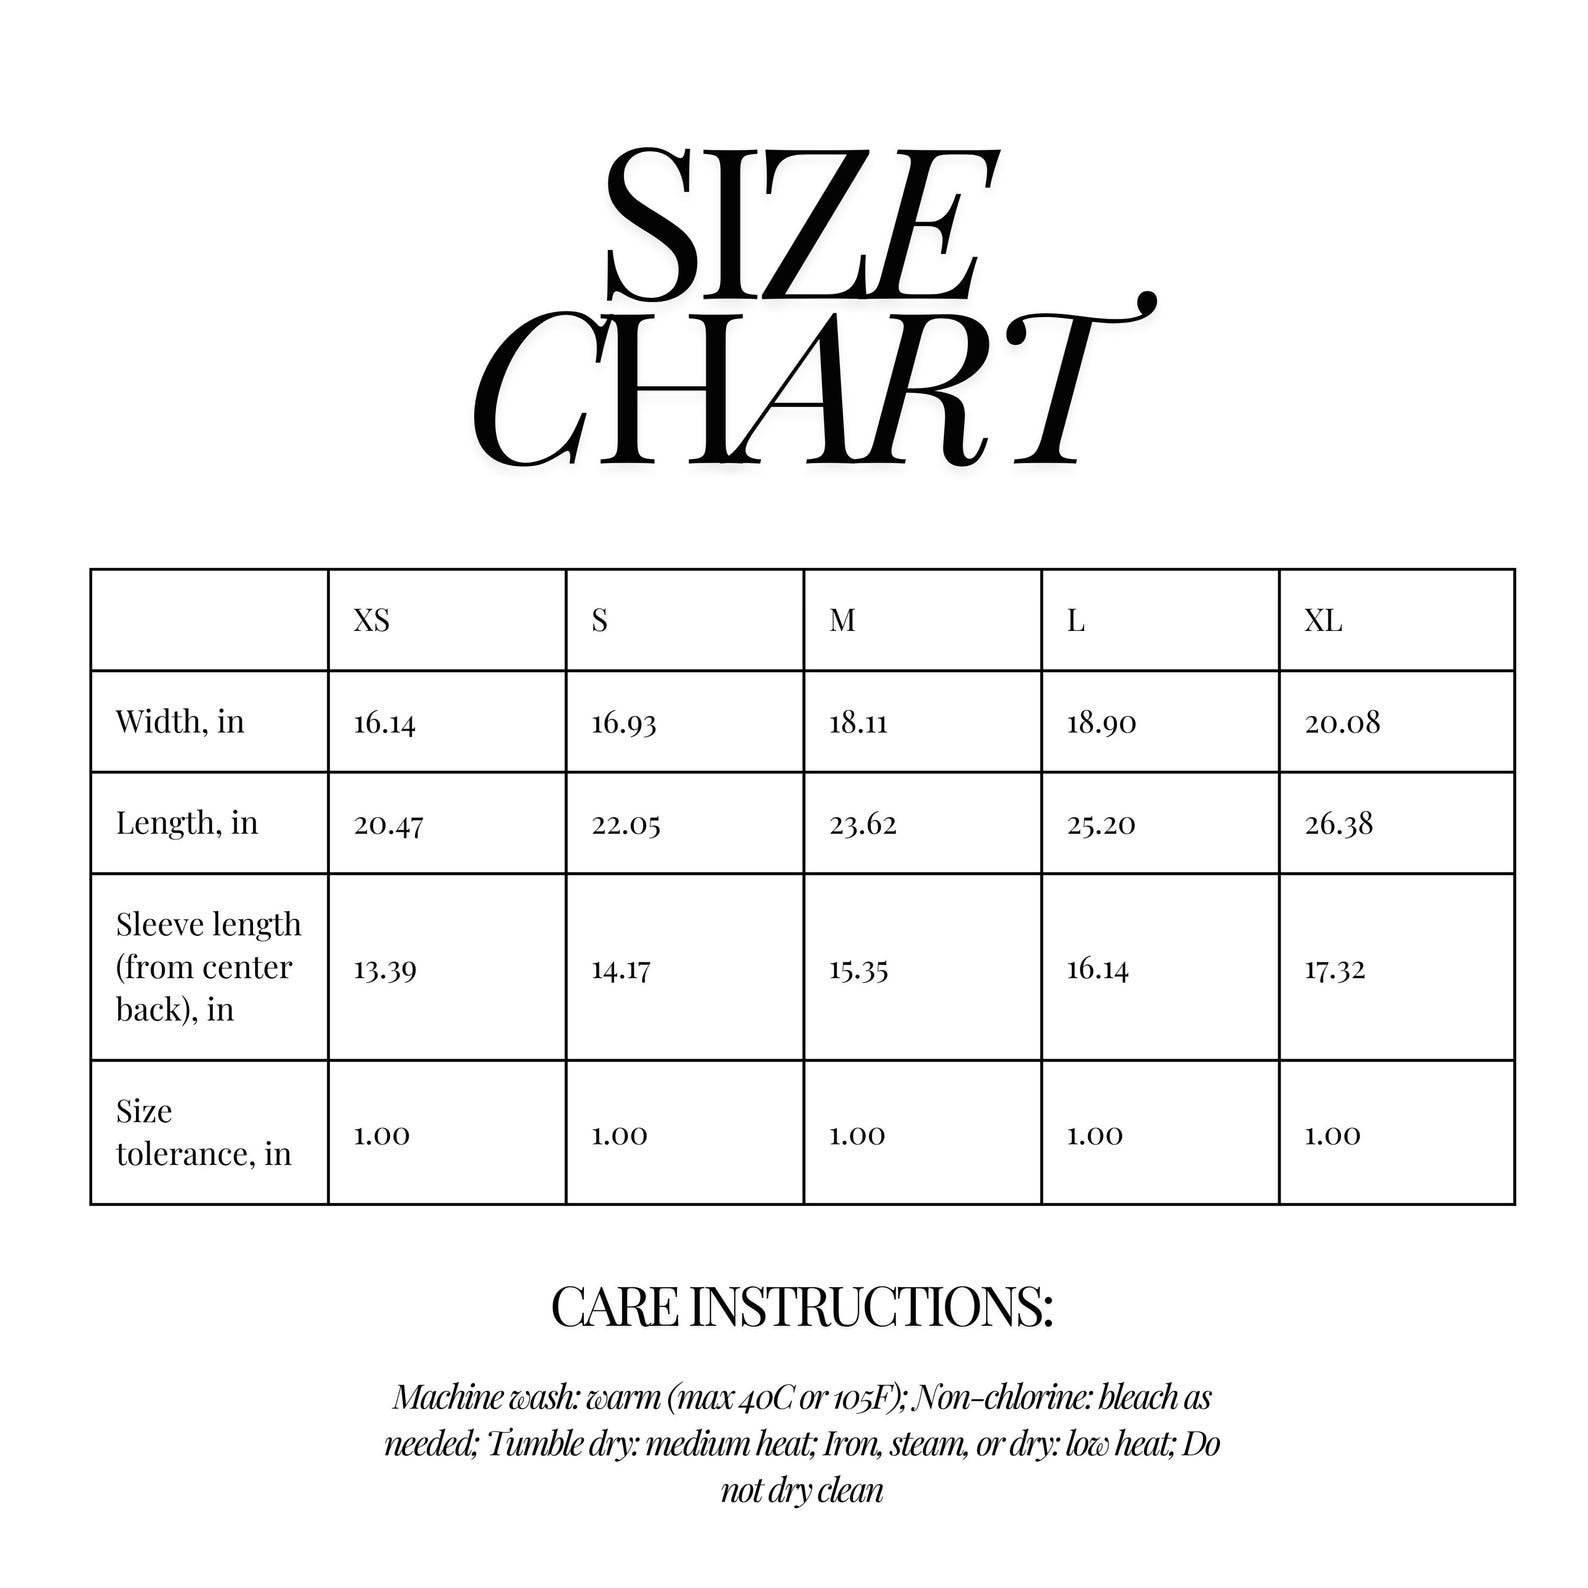 SIZE
CHART
XS S M L XL
Width, in 16.14 16.93 18.11 18.90 20.08
Length, in 20.47 22.05 23.62 25.20 26.38
Sleeve length
(from center
back), in 13.39 14.17 15.35 16.14 17.32
Size
tolerance, in 1.00 1.00 1.00 1.00 1.00
CARE INSTRUCTIONS:
Machine wash: warm (max 40C or 105F); Non-chlorine: bleach as
needed; Tumble dry: medium heat; Iron, steam, or dry: low heat; Do
not dry clean